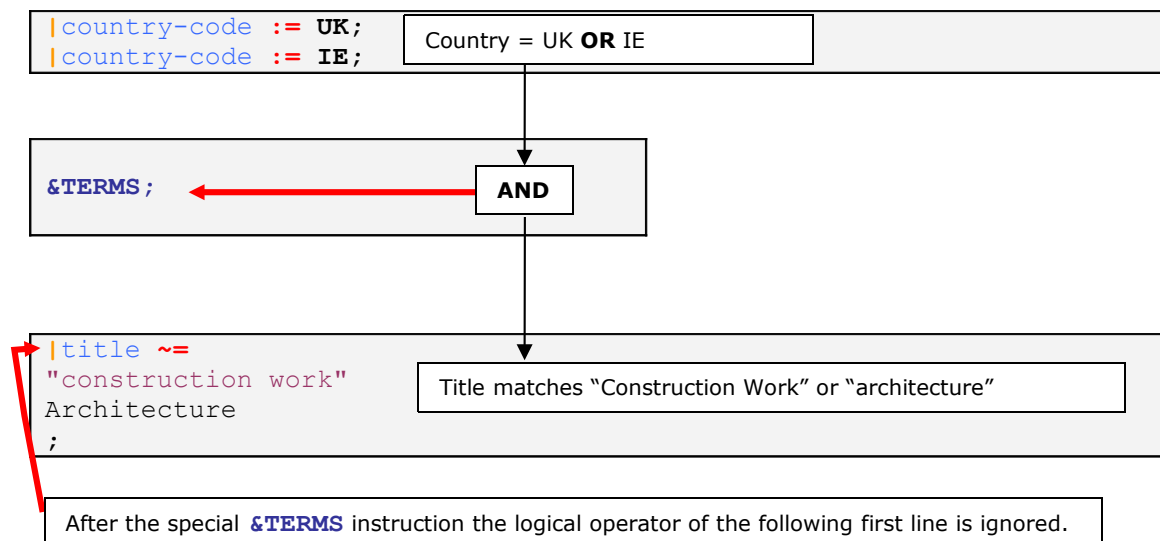 |country-code := UK;
|country-code := IE;
Country = UK OR IE
&TERMS;
AND
|title ~=
"construction work"
Architecture
;
Title matches “Construction Work” or “architecture”
After the special &TERMS instruction the logical operator of the following first line is ignored.